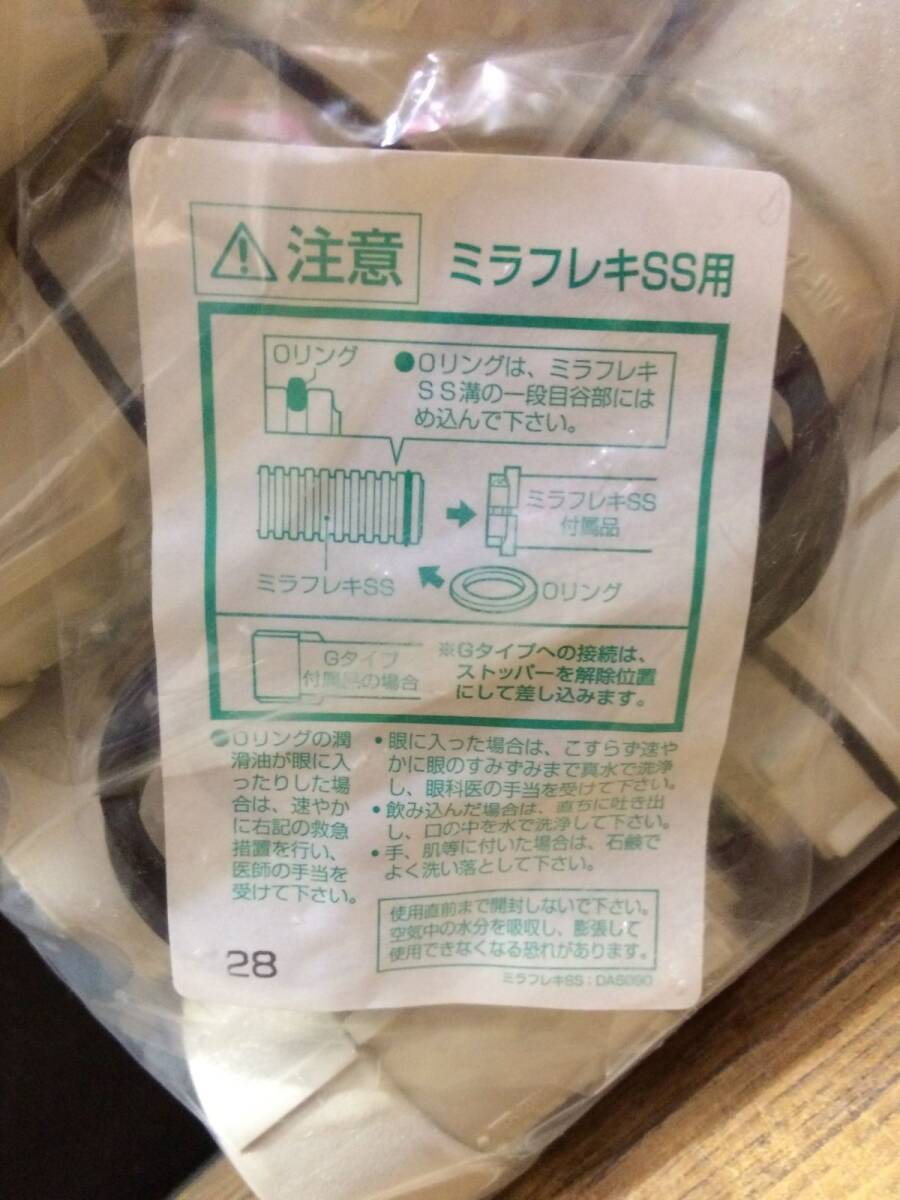 注意
ミラフレキSS用
Oリング
●Oリングは、ミラフレキ
SS溝の一段目谷部には
め込んで下さい。
ミラフレキSS
付属品
ミラフレキSS
Oリング
Gタイプ
付属品の場合
※Gタイプへの接続は、
ストッパーを解除位置
にして差し込みます。
●Oリングの潤
滑油が眼に入
ったりした場
合は、速やか
に右記の救急
措置を行い、
医師の手当を
受けて下さい。
・眼に入った場合は、こすらず速や
かに眼のすみずみまで真水で洗浄
し、眼科医の手当を受けて下さい。
・飲み込んだ場合は、直ちに吐き出
し、口の中を水で洗浄して下さい。
・手、肌等に付いた場合は、石鹸で
よく洗い落として下さい。
使用直前まで開封しないで下さい。
空気中の水分を吸収し、膨張して
使用できなくなる恐れがあります。
28
ミラフレキSS：DAS090